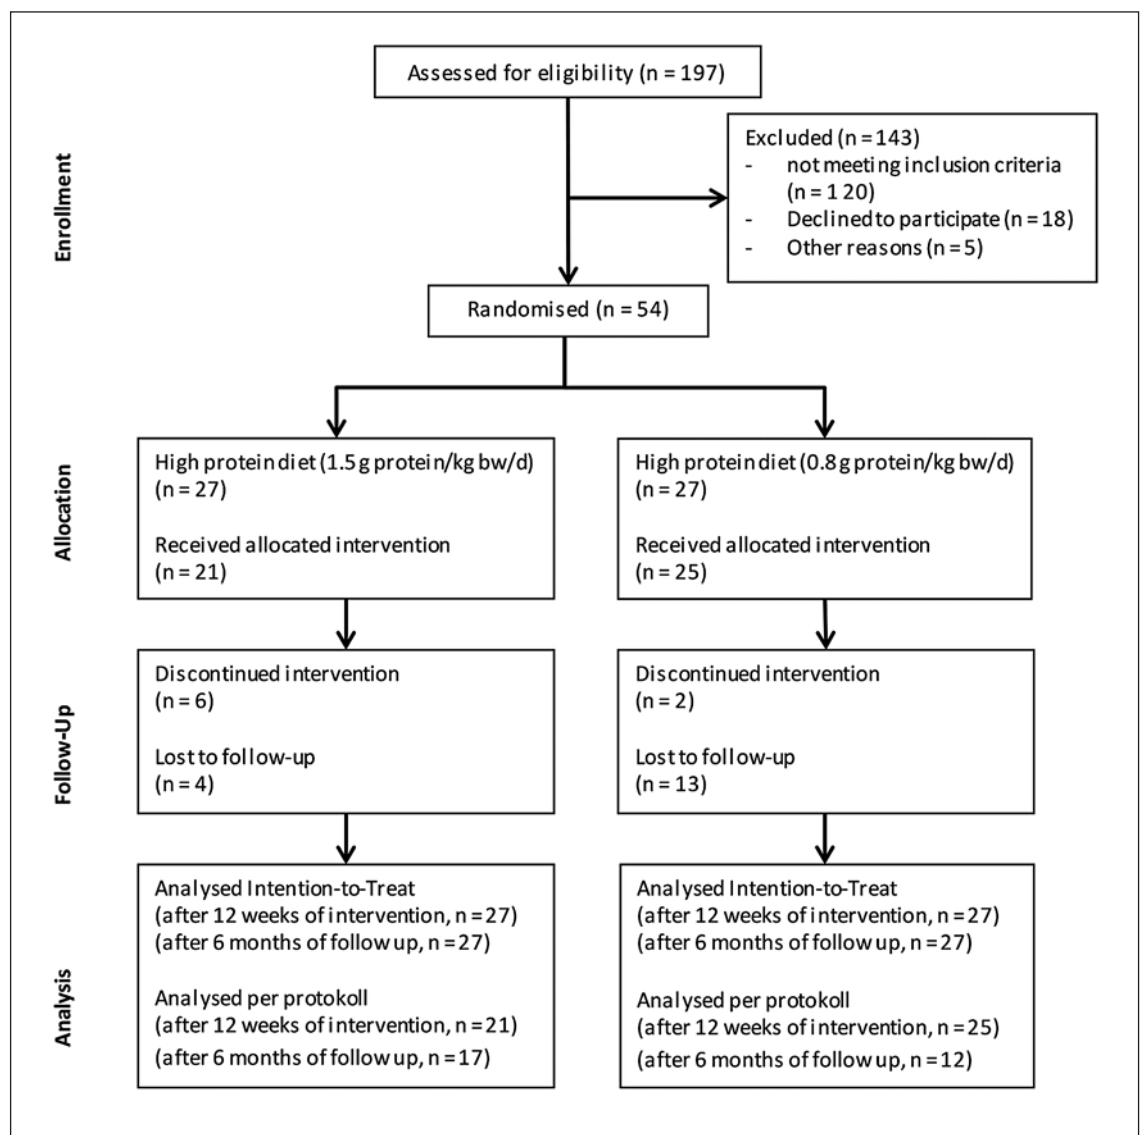 Assessed for eligibility (n = 197)
Enrollment
Excluded (n = 143)
- not meeting inclusion criteria
(n = 1 20)
- Declined to participate (n = 18)
- Other reasons (n = 5)
Randomised (n = 54)
Allocation
High protein diet (1.5 g protein/kg bw/d)
(n = 27)
Received allocated intervention
(n = 21)
High protein diet (0.8 g protein/kg bw/d)
(n = 27)
Received allocated intervention
(n = 25)
Follow-Up
Discontinued intervention
(n = 6)
Lost to follow-up
(n = 4)
Discontinued intervention
(n = 2)
Lost to follow-up
(n = 13)
Analysis
Analysed Intention-to-Treat
(after 12 weeks of intervention, n = 27)
(after 6 months of follow up, n = 27)
Analysed per protokoll
(after 12 weeks of intervention, n = 21)
(after 6 months of follow up, n = 17)
Analysed Intention-to-Treat
(after 12 weeks of intervention, n = 27)
(after 6 months of follow up, n = 27)
Analysed per protokoll
(after 12 weeks of intervention, n = 25)
(after 6 months of follow up, n = 12)